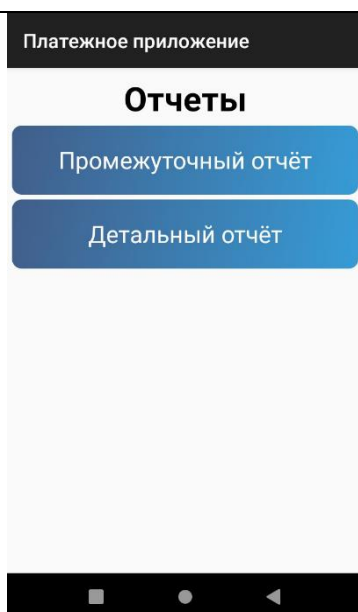 Платежное приложение
Отчеты
Промежуточный отчёт
Детальный отчёт